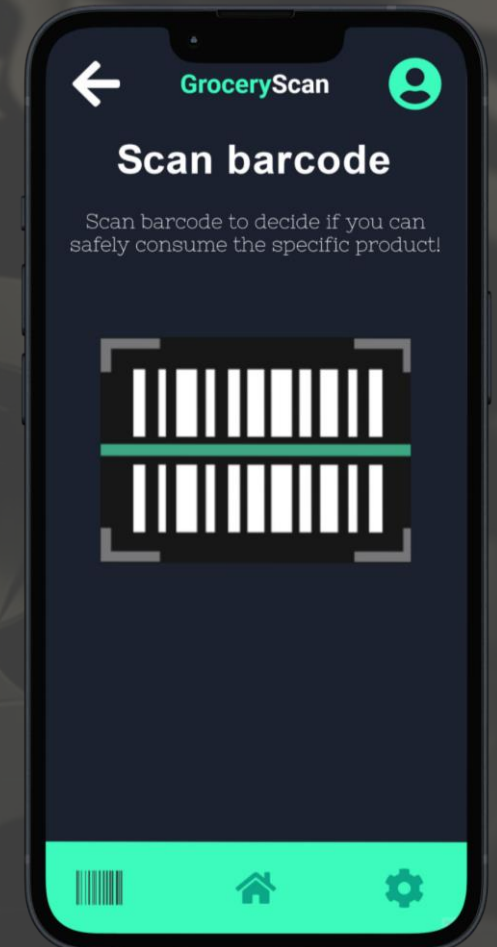 GroceryScan
Scan barcode
Scan barcode to decide if you can
safely consume the specific product!